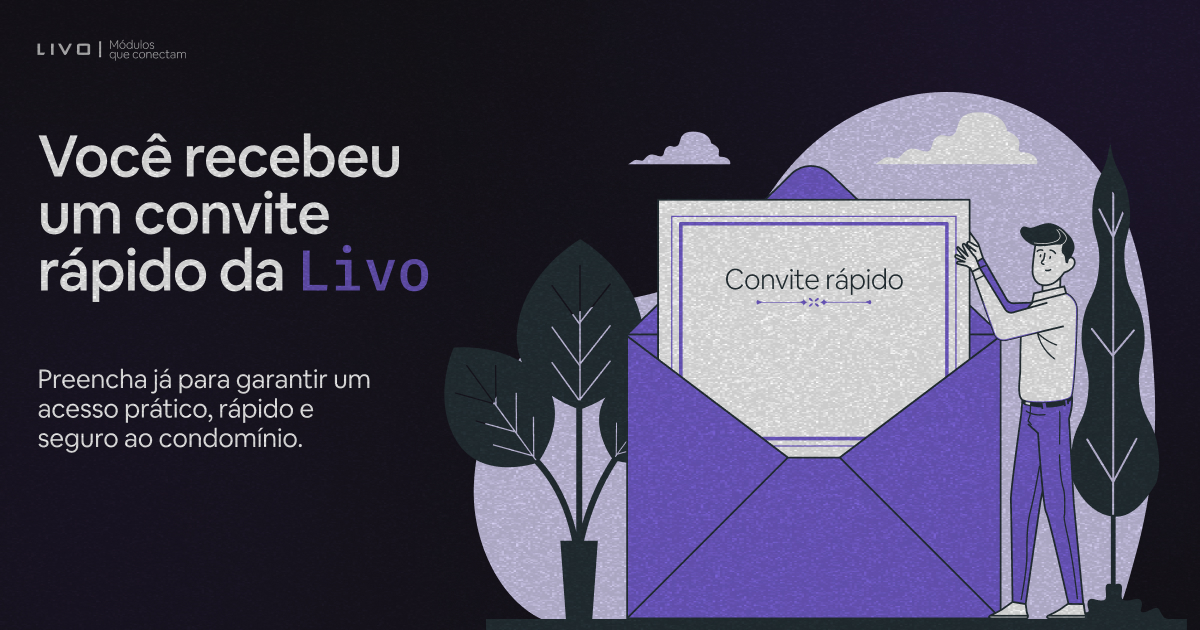 LIVO | Módulos
que conectam
Você recebeu
um convite
rápido da Livo
Preencha já para garantir um
acesso prático, rápido e
seguro ao condomínio.
Convite rápido